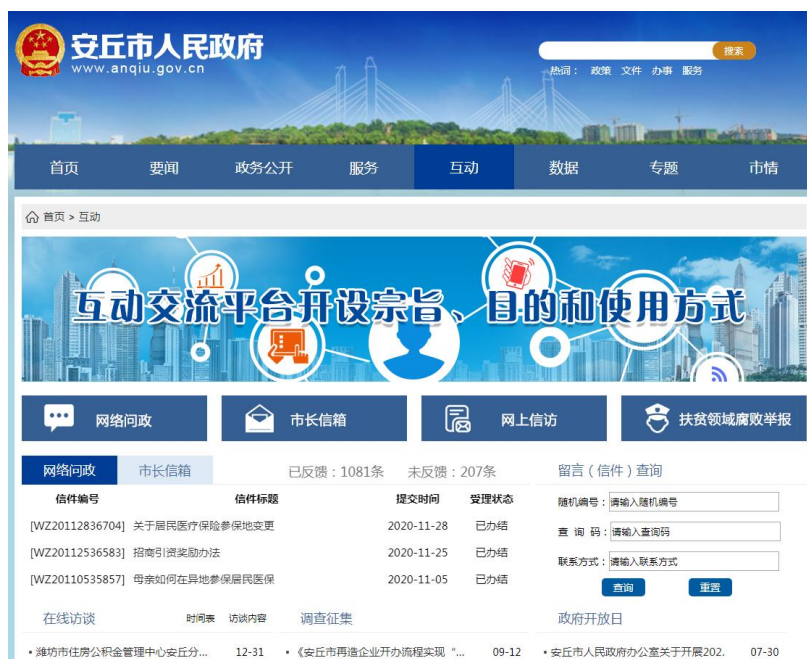 安丘市人民政府
www.anqiu.gov.cn
搜索
热词： 政策 文件 办事 服务
首页 要闻 政务公开 服务 互动 数据 专题 市情
首页 > 互动
互动交流平台开设宗旨、目的和使用方式
网络问政 市长信箱 网上信访 扶贫领域腐败举报
网络问政 市长信箱 已反馈：1081条 未反馈：207条 留言（信件）查询
信件编号 信件标题 提交时间 受理状态
随机编号：请输入随机编号
[WZ20112836704] 关于居民医疗保险参保地变更 2020-11-28 已办结
查 询 码：请输入查询码
[WZ20112536583] 招商引资奖励办法 2020-11-25 已办结
联系方式：请输入联系方式
[WZ20110535857] 母亲如何在异地参保居民医保 2020-11-05 已办结
查询 重置
在线访谈 时间表 访谈内容 调查征集 政府开放日
• 潍坊市住房公积金管理中心安丘分... 12-31 • 《安丘市再造企业开办流程实现“... 09-12 • 安丘市人民政府办公室关于开展202. 07-30